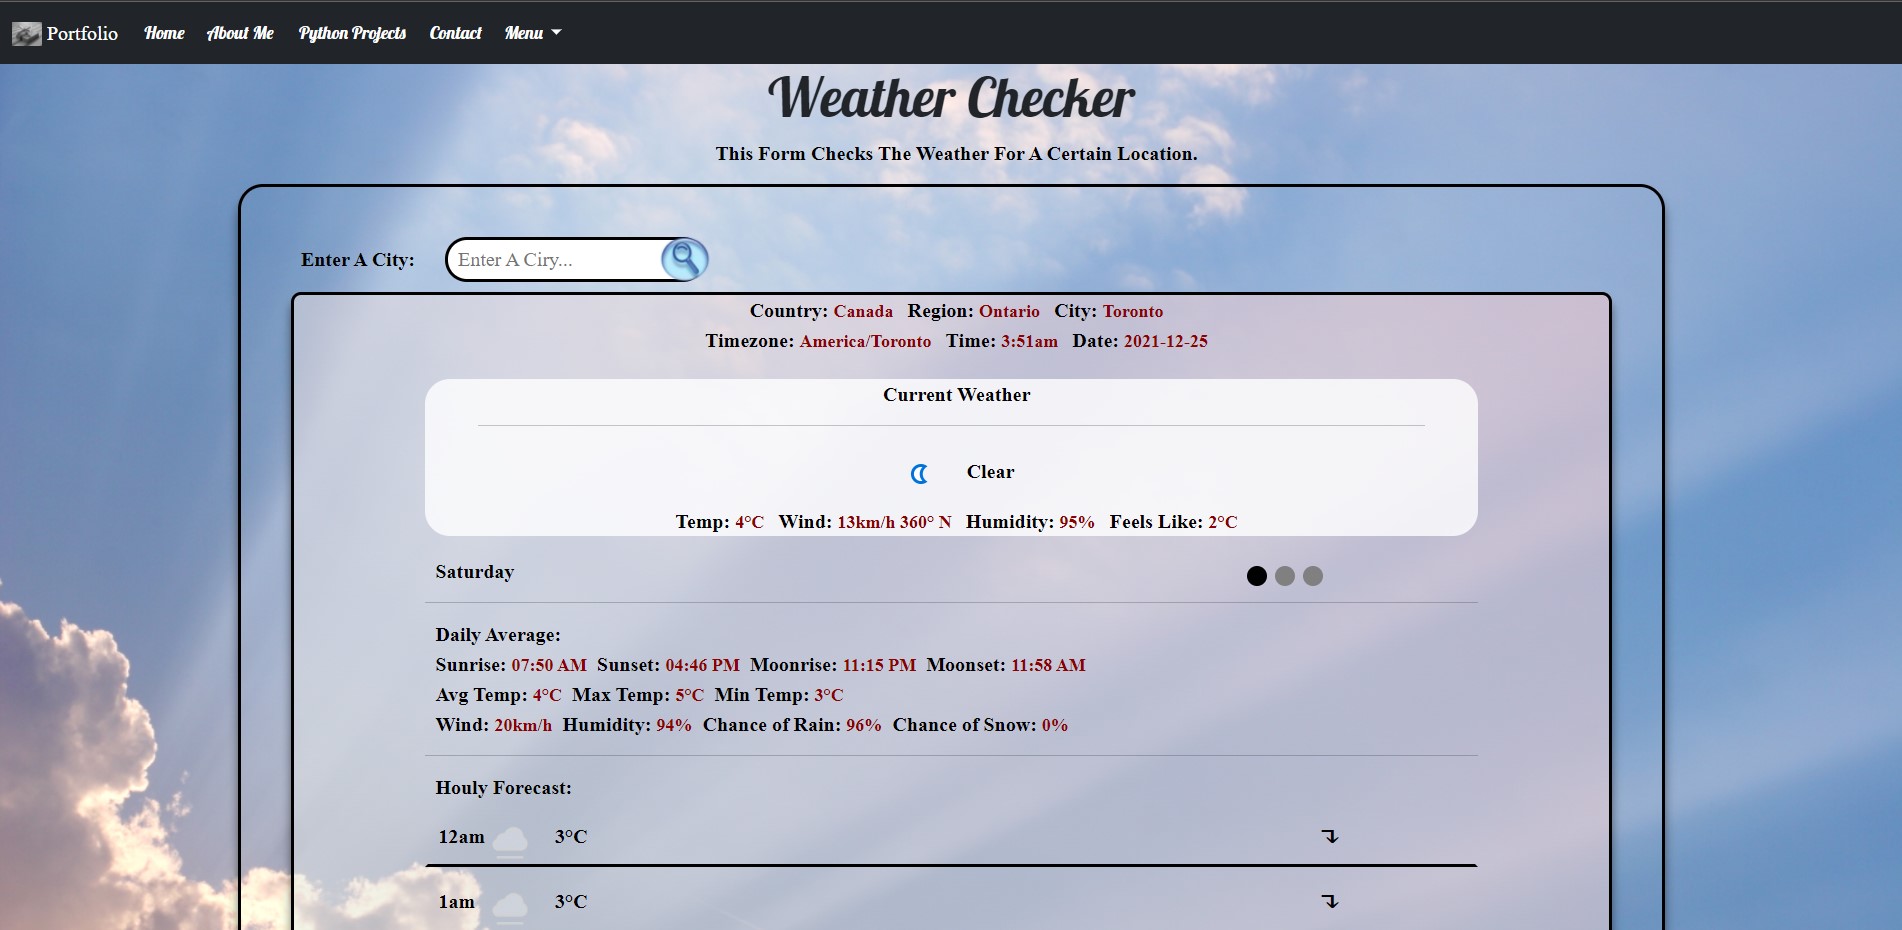 Portfolio Home About Me Python Projects Contact Menu
Weather Checker
This Form Checks The Weather For A Certain Location.
Enter A City: Enter A Ciry...
Country: Canada Region: Ontario City: Toronto
Timezone: America/Toronto Time: 3:51am Date: 2021-12-25
Current Weather
Clear
Temp: 4°C Wind: 13km/h 360° N Humidity: 95% Feels Like: 2°C
Saturday
Daily Average:
Sunrise: 07:50 AM Sunset: 04:46 PM Moonrise: 11:15 PM Moonset: 11:58 AM
Avg Temp: 4°C Max Temp: 5°C Min Temp: 3°C
Wind: 20km/h Humidity: 94% Chance of Rain: 96% Chance of Snow: 0%
Houly Forecast:
12am 3°C
1am 3°C